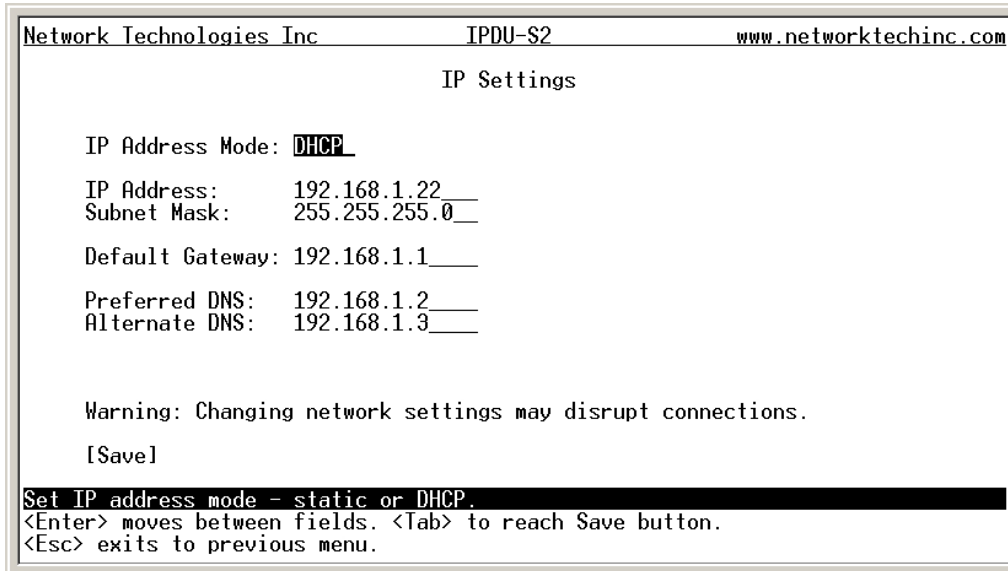 Network Technologies Inc IPDU-S2 www.networktechinc.com
IP Settings
IP Address Mode: DHCP_
IP Address: 192.168.1.22___
Subnet Mask: 255.255.255.0__
Default Gateway: 192.168.1.1____
Preferred DNS: 192.168.1.2____
Alternate DNS: 192.168.1.3____
Warning: Changing network settings may disrupt connections.
[Save]
Set IP address mode - static or DHCP.
<Enter> moves between fields. <Tab> to reach Save button.
<Esc> exits to previous menu.